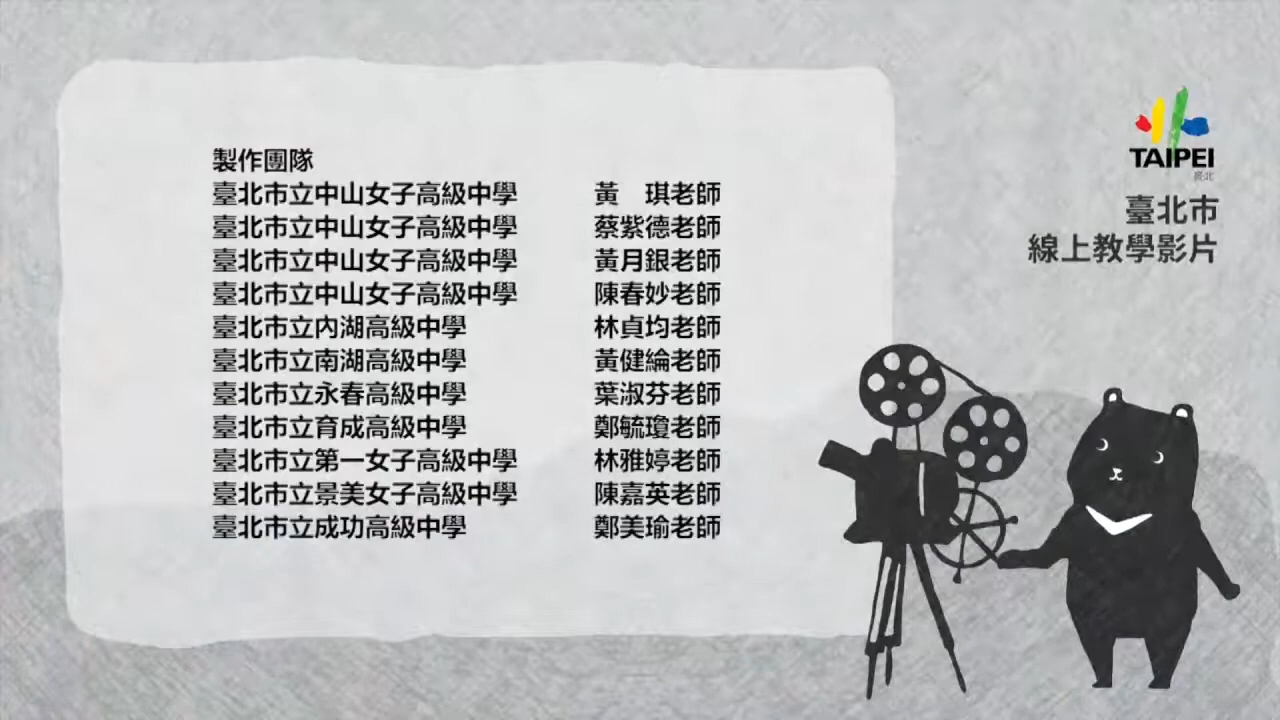 製作團隊
臺北市立中山女子高級中學 黃 琪老師
臺北市立中山女子高級中學 蔡紫德老師
臺北市立中山女子高級中學 黃月銀老師
臺北市立中山女子高級中學 陳春妙老師
臺北市立內湖高級中學 林貞均老師
臺北市立南湖高級中學 黃健綸老師
臺北市立永春高級中學 葉淑芬老師
臺北市立育成高級中學 鄭毓瓊老師
臺北市立第一女子高級中學 林雅婷老師
臺北市立景美女子高級中學 陳嘉英老師
臺北市立成功高級中學 鄭美瑜老師
TAIPEI
臺北
臺北市
線上教學影片